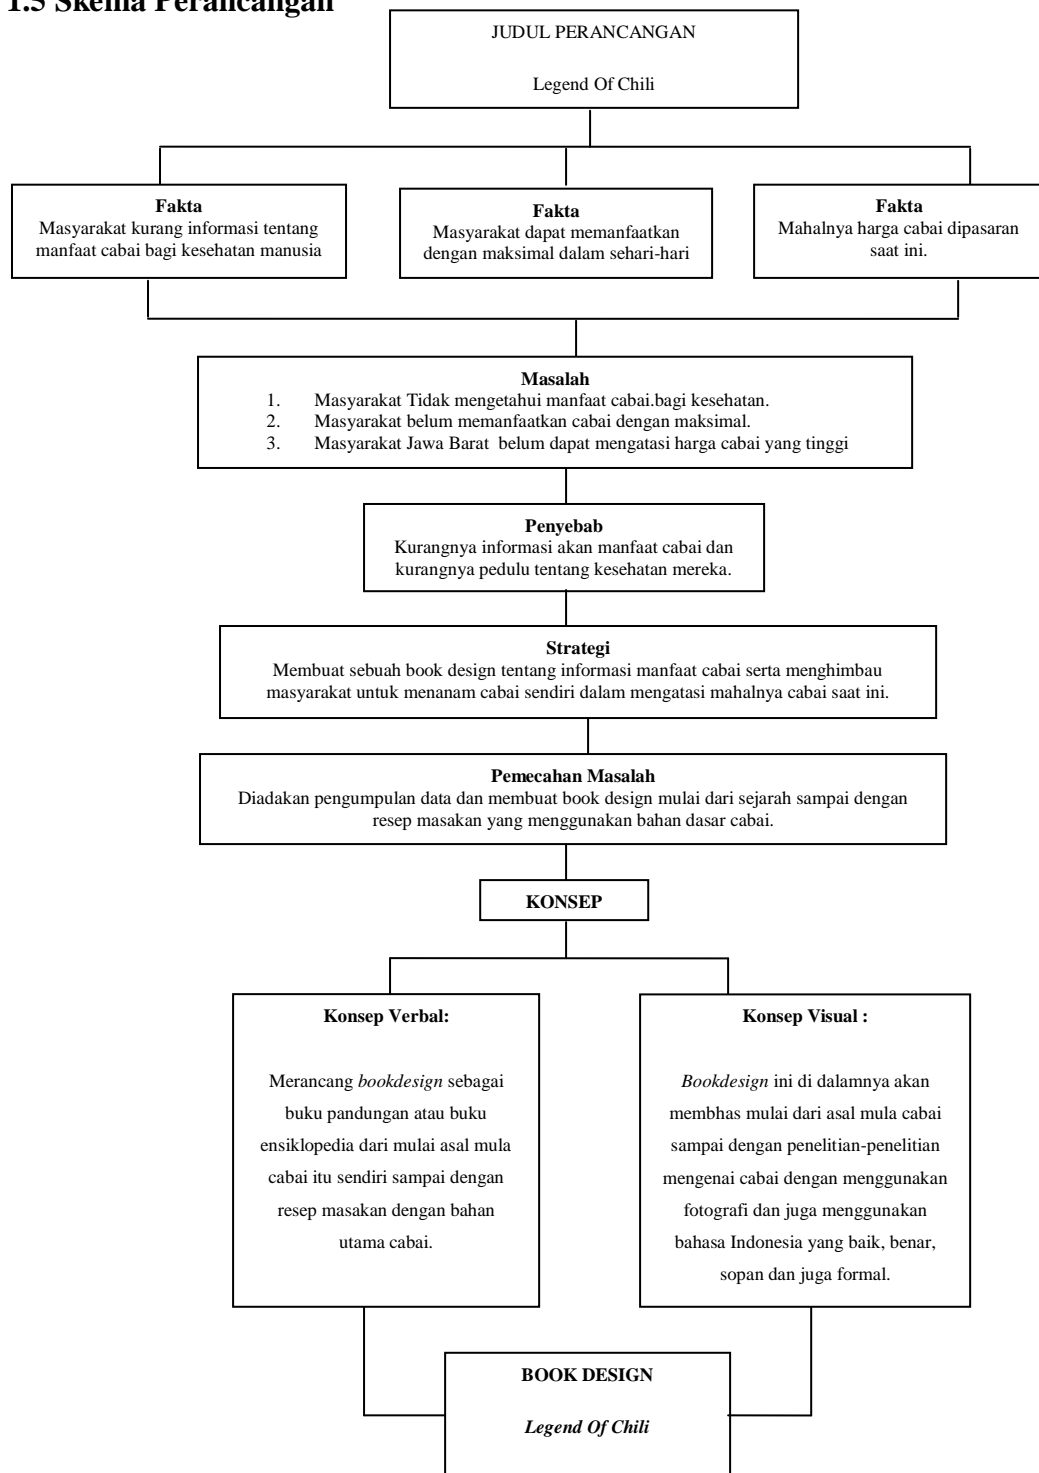 1.5 Skema Perancangan
JUDUL PERANCANGAN
Legend Of Chili
Fakta
Masyarakat kurang informasi tentang
manfaat cabai bagi kesehatan manusia
Fakta
Masyarakat dapat memanfaatkan
dengan maksimal dalam sehari-hari
Fakta
Mahalnya harga cabai dipasaran
saat ini.
Masalah
1. Masyarakat Tidak mengetahui manfaat cabai.bagi kesehatan.
2. Masyarakat belum memanfaatkan cabai dengan maksimal.
3. Masyarakat Jawa Barat  belum dapat mengatasi harga cabai yang tinggi
Penyebab
Kurangnya informasi akan manfaat cabai dan
kurangnya pedulu tentang kesehatan mereka.
Strategi
Membuat sebuah book design tentang informasi manfaat cabai serta menghimbau
masyarakat untuk menanam cabai sendiri dalam mengatasi mahalnya cabai saat ini.
Pemecahan Masalah
Diadakan pengumpulan data dan membuat book design mulai dari sejarah sampai dengan
resep masakan yang menggunakan bahan dasar cabai.
KONSEP
Konsep Verbal:
Merancang bookdesign sebagai
buku pandungan atau buku
ensiklopedia dari mulai asal mula
cabai itu sendiri sampai dengan
resep masakan dengan bahan
utama cabai.
Konsep Visual :
Bookdesign ini di dalamnya akan
membhas mulai dari asal mula cabai
sampai dengan penelitian-penelitian
mengenai cabai dengan menggunakan
fotografi dan juga menggunakan
bahasa Indonesia yang baik, benar,
sopan dan juga formal.
BOOK DESIGN
Legend Of Chili